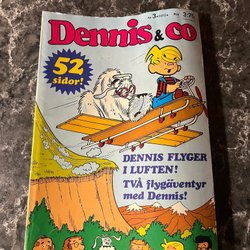 Dennis & CO
52
sidor!
DENNIS FLYGER
I LUFTEN!
TVÅ flygäventyr
med Dennis!